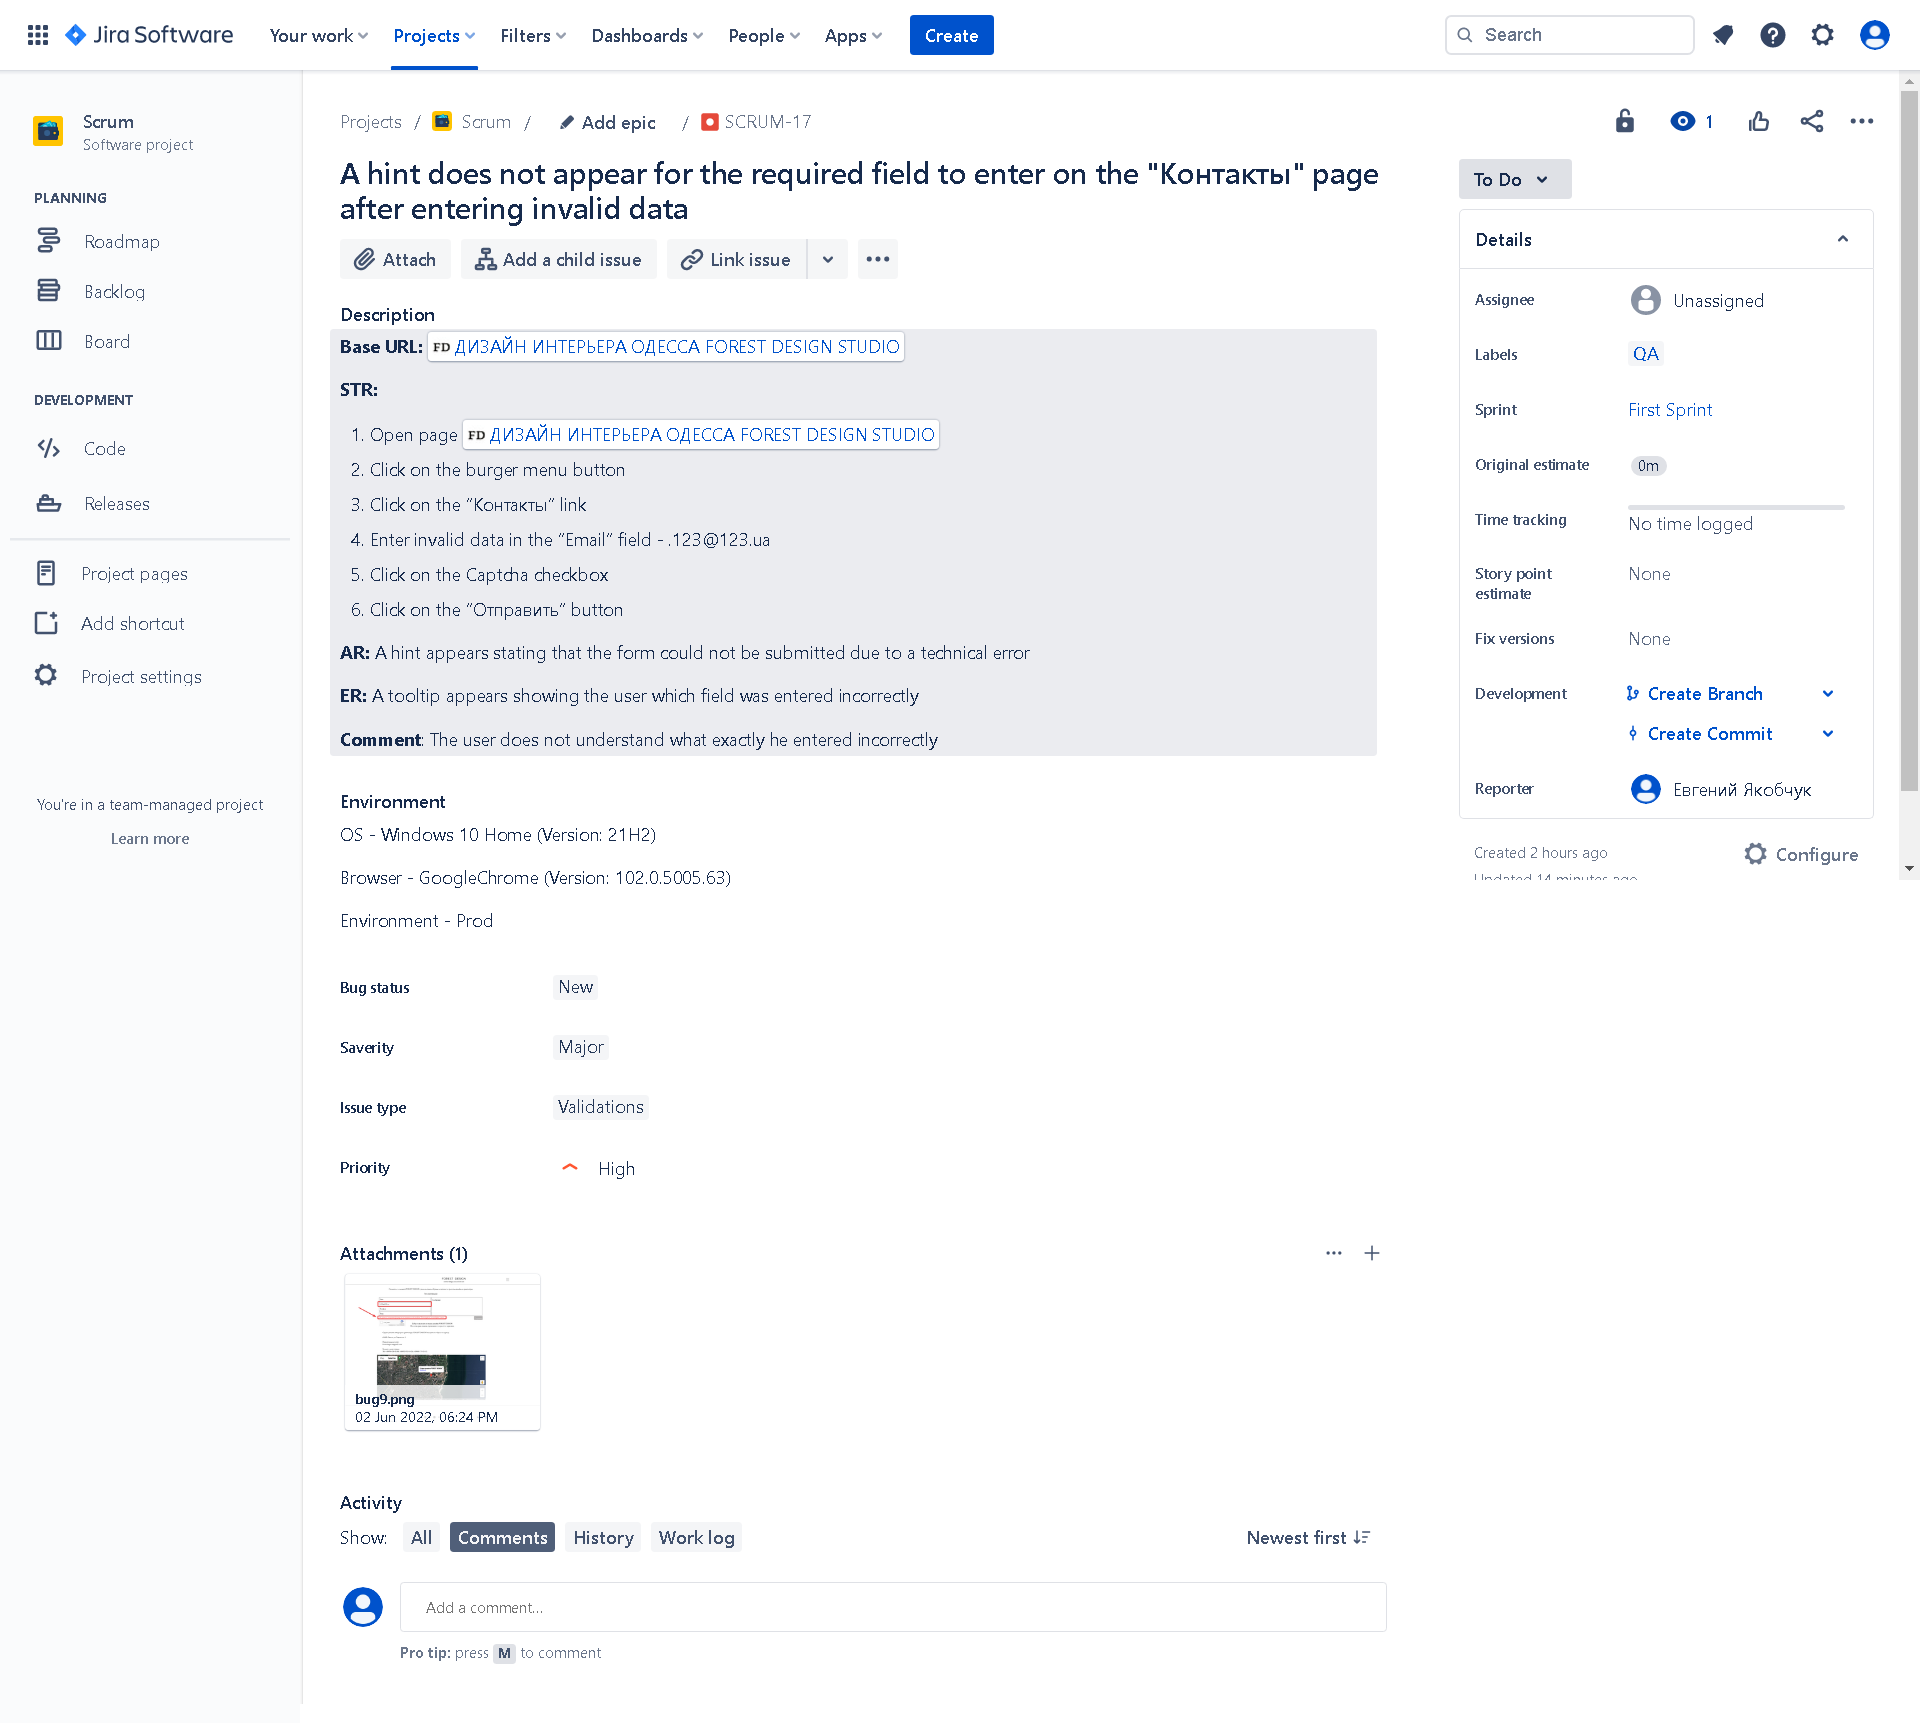 Jira Software
Your work
Projects
Filters
Dashboards
People
Apps
Create
Search
Scrum
Software project
PLANNING
Roadmap
Backlog
Board
DEVELOPMENT
Code
Releases
Project pages
Add shortcut
Project settings
You're in a team-managed project
Learn more
Projects / Scrum / Add epic / SCRUM-17
1
A hint does not appear for the required field to enter on the "Контакты" page
after entering invalid data
Attach
Add a child issue
Link issue
Description
Base URL: FD ДИЗАЙН ИНТЕРЬЕРА ОДЕССА FOREST DESIGN STUDIO
STR:
1. Open page FD ДИЗАЙН ИНТЕРЬЕРА ОДЕССА FOREST DESIGN STUDIO
2. Click on the burger menu button
3. Click on the “Контакты” link
4. Enter invalid data in the “Email” field - .123@123.ua
5. Click on the Captcha checkbox
6. Click on the “Отправить” button
AR: A hint appears stating that the form could not be submitted due to a technical error
ER: A tooltip appears showing the user which field was entered incorrectly
Comment: The user does not understand what exactly he entered incorrectly
Environment
OS - Windows 10 Home (Version: 21H2)
Browser - GoogleChrome (Version: 102.0.5005.63)
Environment - Prod
Bug status New
Saverity Major
Issue type Validations
Priority High
Attachments (1)
bug9.png
02 Jun 2022, 06:24 PM
Activity
Show: All Comments History Work log
Newest first
Add a comment...
Pro tip: press M to comment
To Do
Details
Assignee Unassigned
Labels QA
Sprint First Sprint
Original estimate 0m
Time tracking No time logged
Story point
estimate
None
Fix versions None
Development Create Branch
Create Commit
Reporter Евгений Якобчук
Created 2 hours ago
Configure
Updated 14 minutes ago